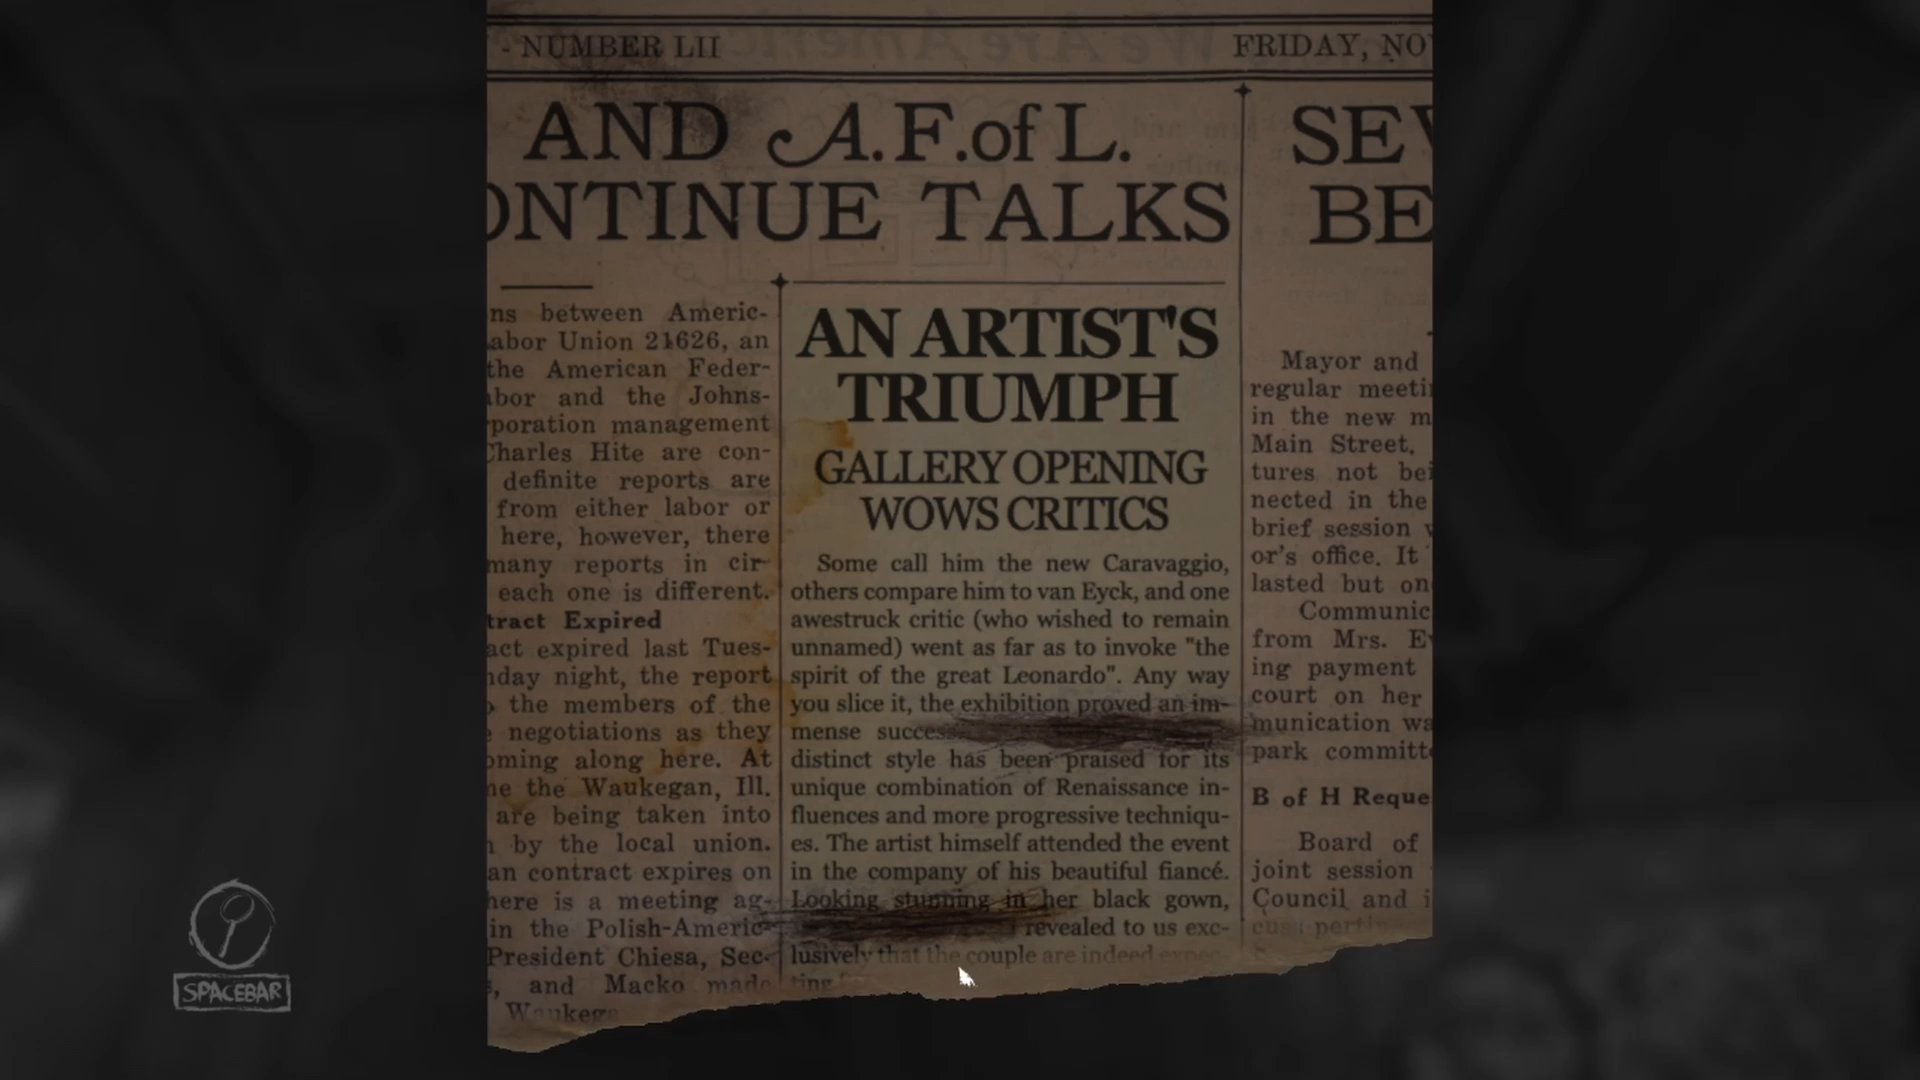 - NUMBER LII
FRIDAY, NO
AND A.F.of L.
ONTINUE TALKS
SEV
BE
ns between Americ-
abor Union 21626, an
the American Feder-
bor and the Johns-
rporation management
Charles Hite are con-
definite reports are
from either labor or
here, however, there
many reports in cir-
each one is different.
tract Expired
act expired last Tues-
nday night, the report
the members of the
negotiations as they
oming along here. At
he the Waukegan, Ill.
are being taken into
by the local union.
an contract expires on
here is a meeting ag-
in the Polish-Americ-
President Chiesa, Sec-
, and Macko made
Waukega
AN ARTIST'S
TRIUMPH
GALLERY OPENING
WOWS CRITICS
Some call him the new Caravaggio,
others compare him to van Eyck, and one
awestruck critic (who wished to remain
unnamed) went as far as to invoke "the
spirit of the great Leonardo". Any way
you slice it, the exhibition proved an im-
mense succes
distinct style has been praised for its
unique combination of Renaissance in-
fluences and more progressive techniqu-
es. The artist himself attended the event
in the company of his beautiful fiancé.
Looking stunning in her black gown,
revealed to us exc-
lusively that the couple are indeed expec-
ting
Mayor and
regular meeti
in the new m
Main Street.
tures not bei
nected in the
brief session v
or's office. It
lasted but on
Communic
from Mrs. E
ing payment
court on her
munication wa
park committe
B of H Reque
Board of
joint session
Council and i
SPACEBAR